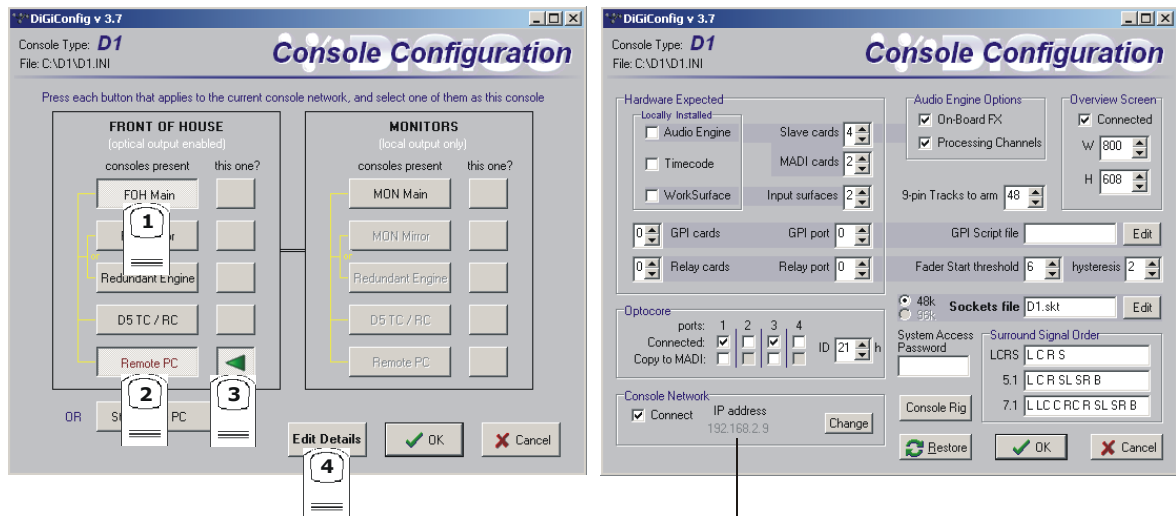 DiGiConfig v 3.7
Console Type: D1
File: C:\D1\D1.INI
Console Configuration
Press each button that applies to the current console network, and select one of them as this console
FRONT OF HOUSE
(optical output enabled)
consoles present this one?
FOH Main
1
or
Redundant Engine
D5 TC / RC
Remote PC
2
3
OR
PC
MONITORS
(local output only)
consoles present this one?
MON Main
MON Mirror
or
Redundant Engine
D5 TC / RC
Remote PC
Edit Details
4
OK
Cancel
DiGiConfig v 3.7
Console Type: D1
File: C:\D1\D1.INI
DiGiCo
Console Configuration
Hardware Expected
Locally Installed
Audio Engine
Timecode
WorkSurface
Slave cards 4
MADI cards 2
Input surfaces 2
0 GPI cards GPI port 0
0 Relay cards Relay port 0
Audio Engine Options
On-Board FX
Processing Channels
Overview Screen
Connected
W 800
H 608
9-pin Tracks to arm 48
GPI Script file Edit
Fader Start threshold 6 hysteresis 2
48k
96k
Sockets file D1.skt Edit
Optocore
ports: 1 2 3 4
Connected:
Copy to MADI:
ID 21 h
System Access
Password
Surround Signal Order
LCRS L C R S
5.1 L C R SL SR B
7.1 L LC C RC R SL SR B
Console Network
Connect
IP address
192.168.2.9
Change
Console Rig
Restore
OK
Cancel